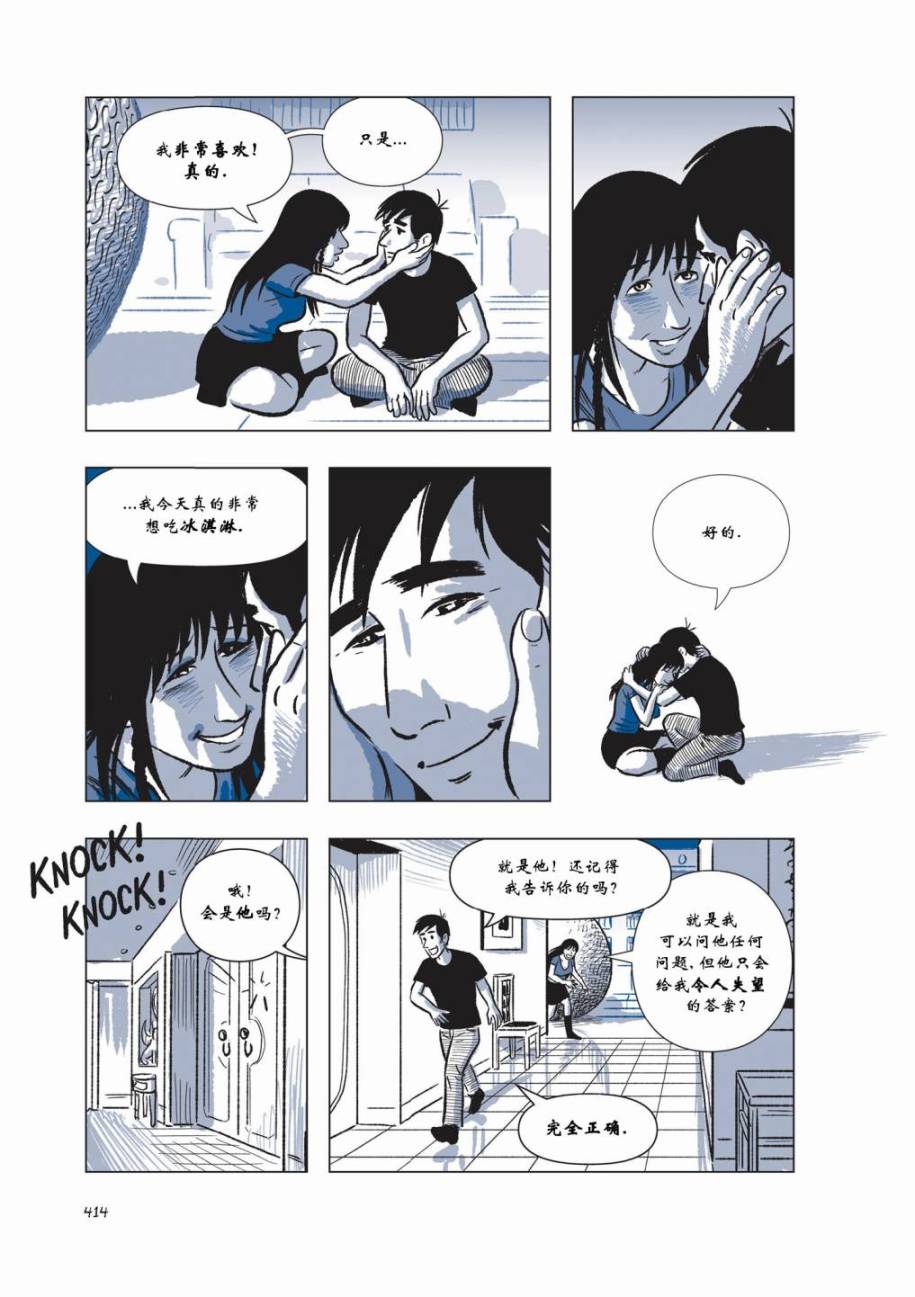 我非常喜欢！
真的.
只是...
...我今天真的非常
想吃冰淇淋.
好的.
KNOCK!
KNOCK!
哦！
会是他吗？
就是他！还记得
我告诉你的吗？
就是我
可以问他任何
问题，但他只会
给我令人失望
的答案？
完全正确.
414